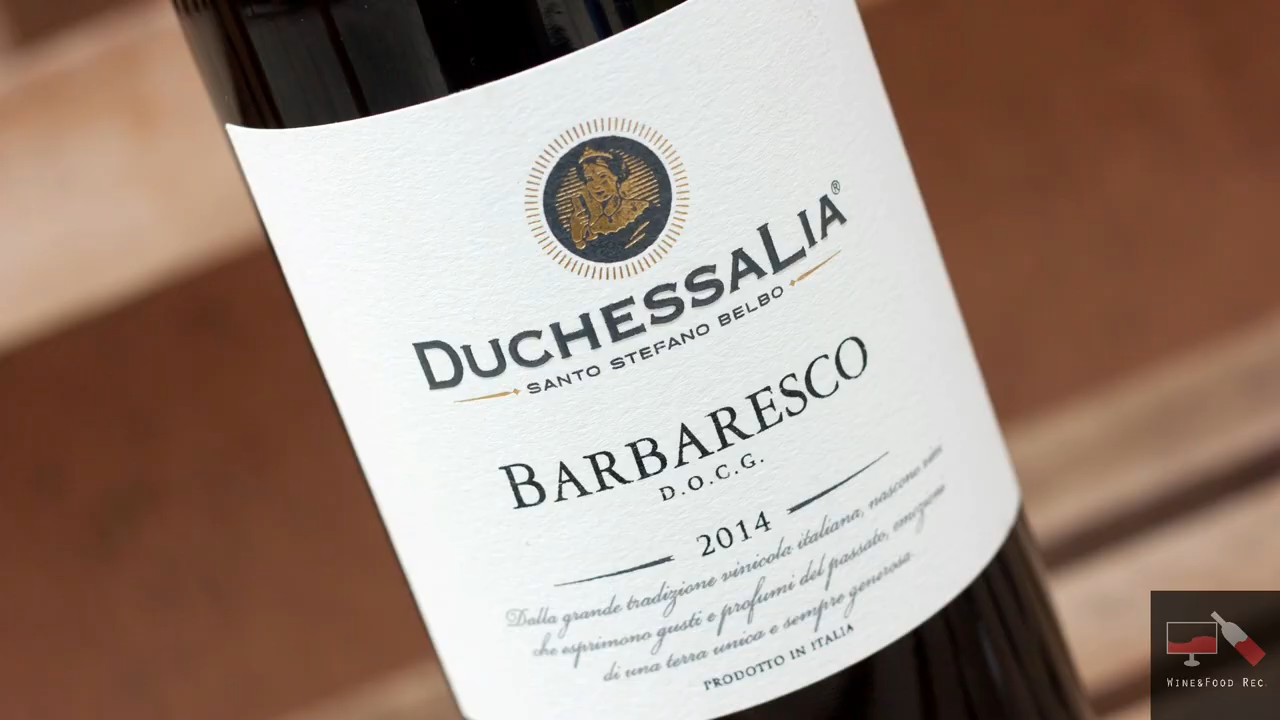 DUCHESSALIA®
SANTO STEFANO BELBO
BARBARESCO
D.O.C.G.
2014
Dalla grande tradizione vinicola italiana, nascono vini
che esprimono gusti e profumi del passato, emozioni
di una terra unica e sempre generosa.
PRODOTTO IN ITALIA
WINE&FOOD REC.